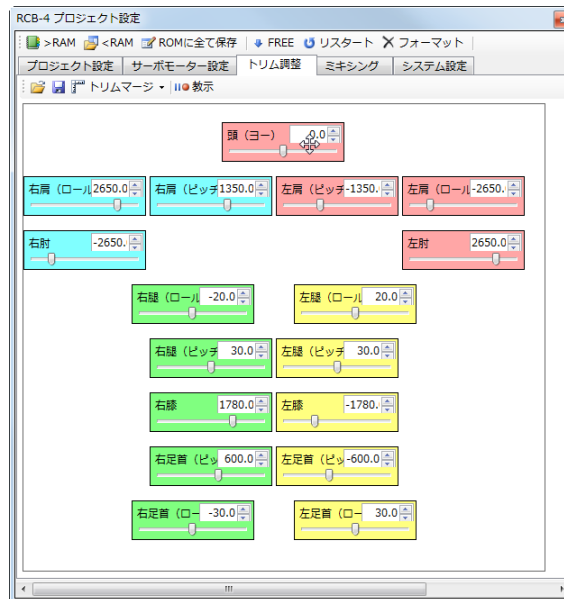 RCB-4 プロジェクト設定
>RAM <RAM ROMに全て保存 FREE リスタート フォーマット
プロジェクト設定 サーボモーター設定 トリム調整 ミキシング システム設定
トリムマージ 教示
頭（ヨー） 0.0
右肩（ロール 2650.0 右肩（ピッチ 1350.0 左肩（ピッチ -1350. 左肩（ロール -2650.
右肘 -2650. 左肘 2650.0
右腿（ロール -20.0 左腿（ロール 20.0
右腿（ピッチ 30.0 左腿（ピッチ 30.0
右膝 1780.0 左膝 -1780.
右足首（ピッ 600.0 左足首（ピッ -600.0
右足首（ロー -30.0 左足首（ロー 30.0